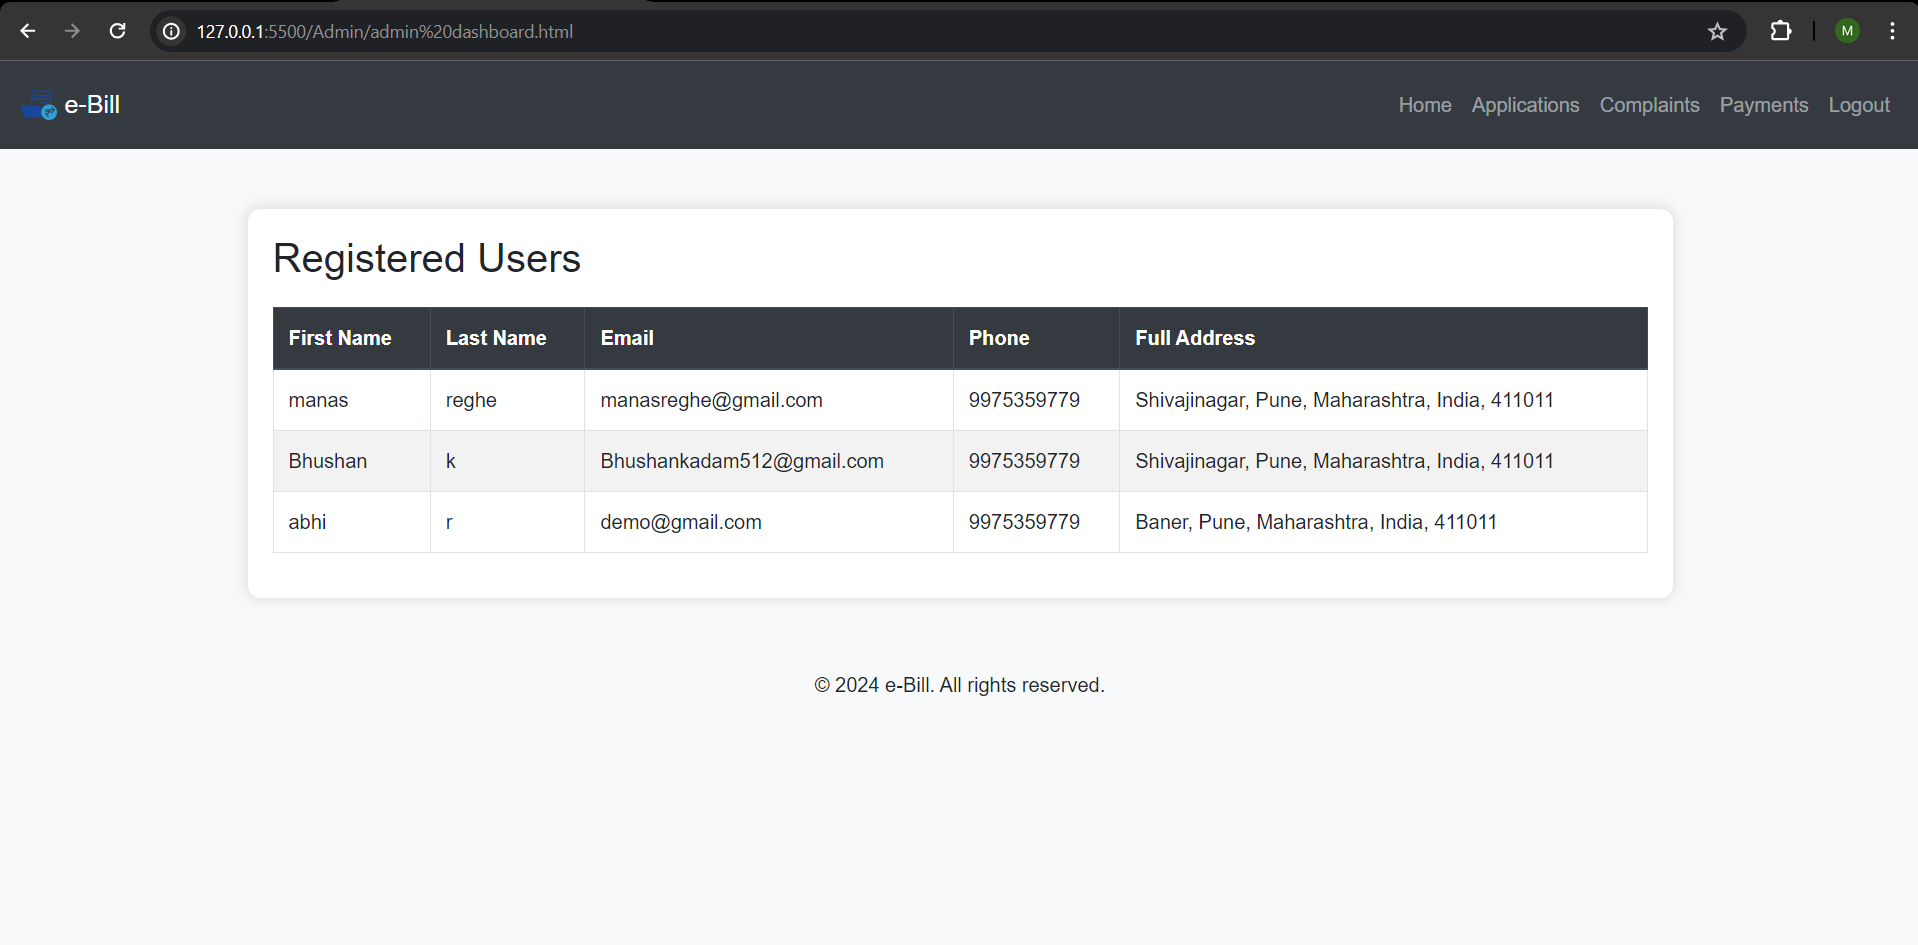 127.0.0.1:5500/Admin/admin%20dashboard.html
M
e-Bill
Home Applications Complaints Payments Logout
Registered Users
First Name Last Name Email Phone Full Address
manas reghe manasreghe@gmail.com 9975359779 Shivajinagar, Pune, Maharashtra, India, 411011
Bhushan k Bhushankadam512@gmail.com 9975359779 Shivajinagar, Pune, Maharashtra, India, 411011
abhi r demo@gmail.com 9975359779 Baner, Pune, Maharashtra, India, 411011
© 2024 e-Bill. All rights reserved.